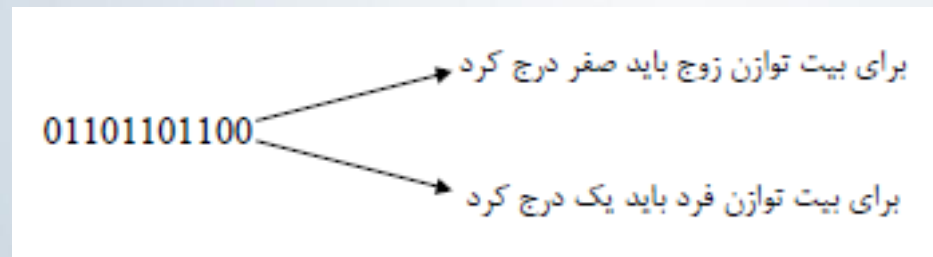 برای بیت توازن زوج باید صفر درج کرد
01101101100
برای بیت توازن فرد باید یک درج کرد